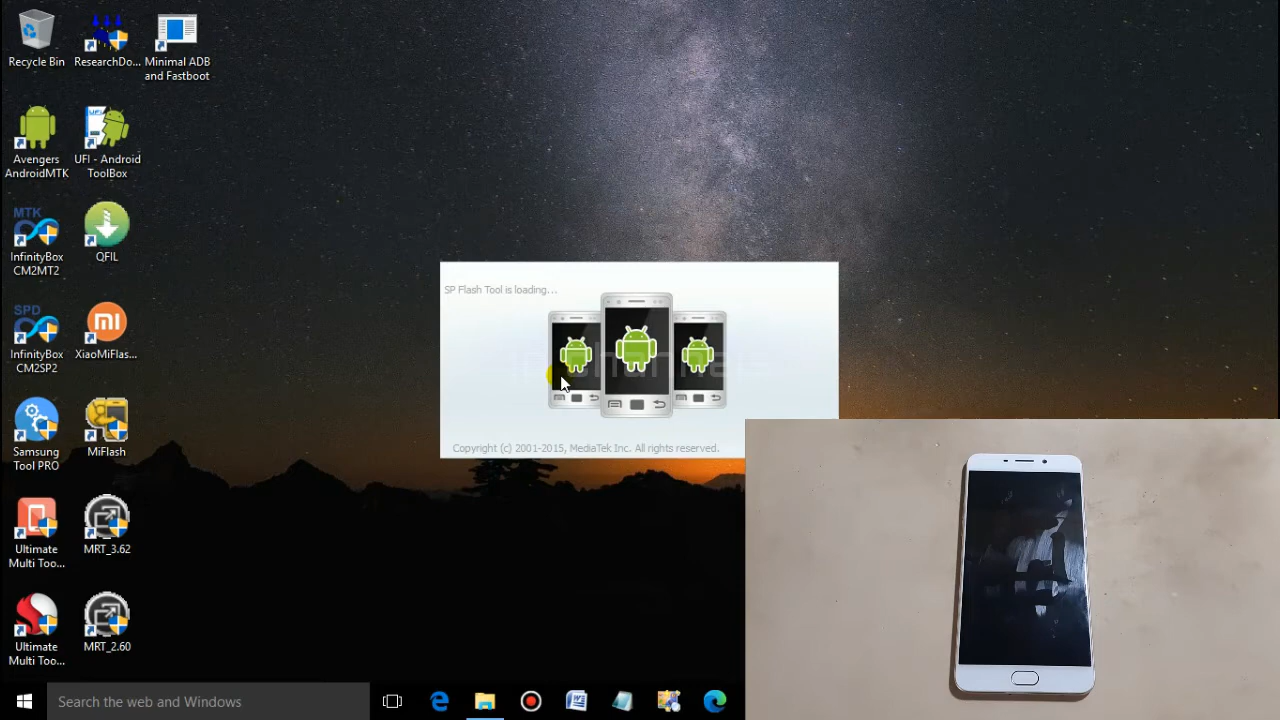 Recycle Bin
ResearchDo...
Minimal ADB
and Fastboot
Avengers
AndroidMTK
UFI
UFI - Android
ToolBox
MTK
InfinityBox
CM2MT2
QFIL
SPD
InfinityBox
CM2SP2
XiaoMiFlas...
Samsung
Tool PRO
MiFlash
Ultimate
Multi Too...
MRT_3.62
Ultimate
Multi Too...
MRT_2.60
SP Flash Tool is loading...
Copyright (c) 2001-2015, MediaTek Inc. All rights reserved.
Search the web and Windows